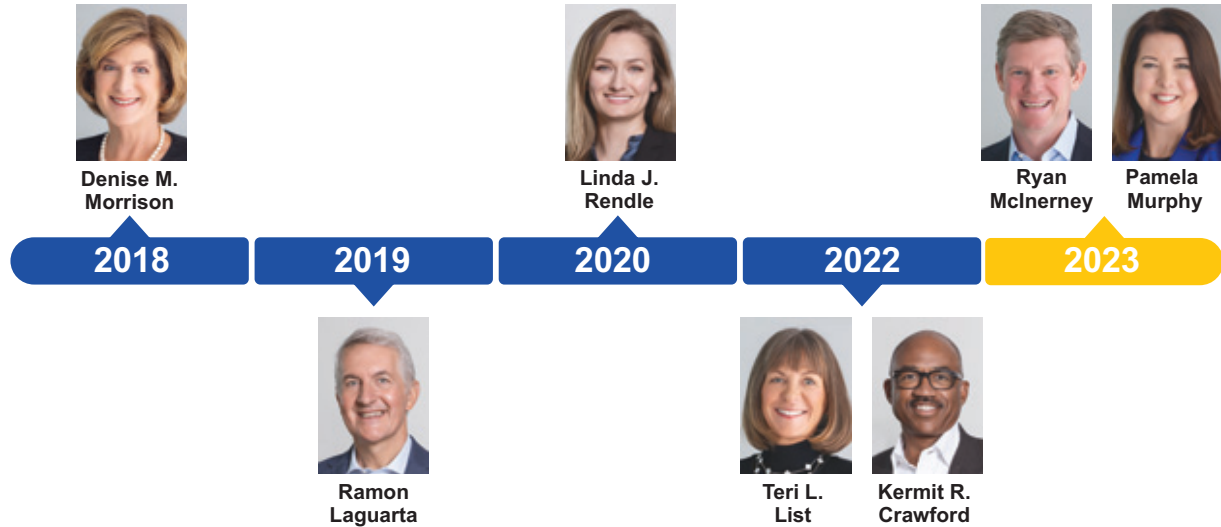 Denise M.
Morrison
Linda J.
Rendle
Ryan
McInerney
Pamela
Murphy
2018
2019
2020
2022
2023
Ramon
Laguarta
Teri L.
List
Kermit R.
Crawford